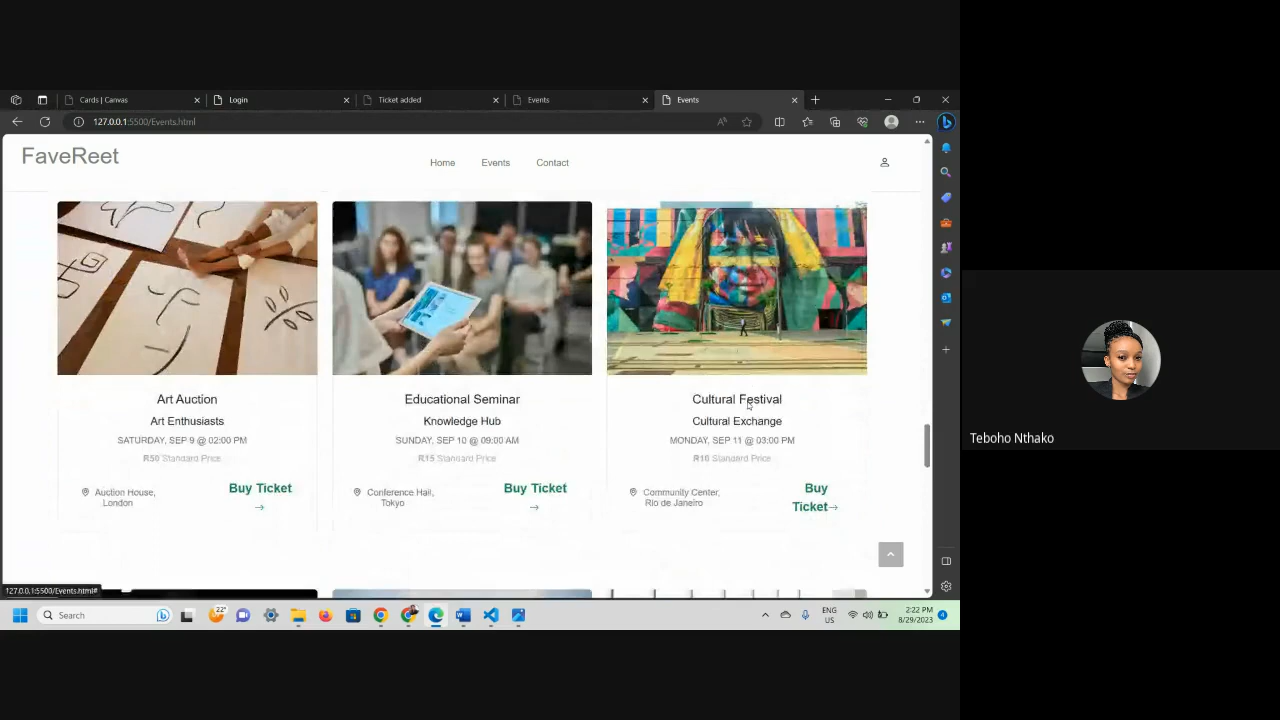 Cards | Canvas
Login
Ticket added
Events
Events
127.0.0.1:5500/Events.html
FaveReet
Home
Events
Contact
Art Auction
Art Enthusiasts
SATURDAY, SEP 9 @ 02:00 PM
R50 Standard Price
Auction House,
London
Buy Ticket
Educational Seminar
Knowledge Hub
SUNDAY, SEP 10 @ 09:00 AM
R15 Standard Price
Conference Hall,
Tokyo
Buy Ticket
Cultural Festival
Cultural Exchange
MONDAY, SEP 11 @ 03:00 PM
R10 Standard Price
Community Center,
Rio de Janeiro
Buy
Ticket
127.0.0.1:5500/Events.html#
Search
22°
ENG
US
2:22 PM
8/29/2023
Teboho Nthako